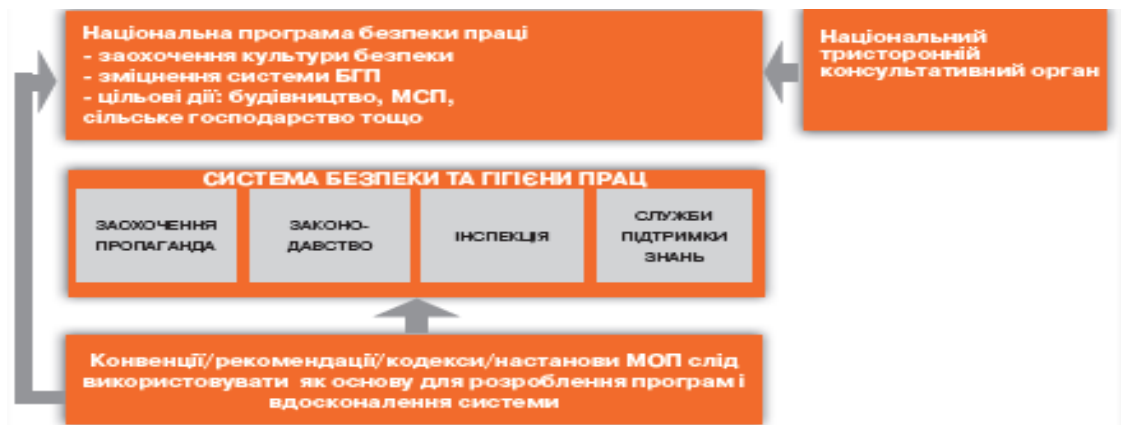 Національна програма безпеки праці
- заохочення культури безпеки
- зміцнення системи БГП
- цільові дії: будівництво, МСП,
сільське господарство тощо
Національний
тристоронній
консультативний орган
СИСТЕМА БЕЗПЕКИ ТА ГІГІЄНИ ПРАЦ
ЗАОХОЧЕННЯ
ПРОПАГАНДА
ЗАКОНО-
ДАВСТВО
ІНСПЕКЦІЯ
СЛУЖБИ
ПІДТРИМКИ
ЗНАНЬ
Конвенції/рекомендації/кодекси/настанови МОП слід
використовувати як основу для розроблення програм і
вдосконалення системи